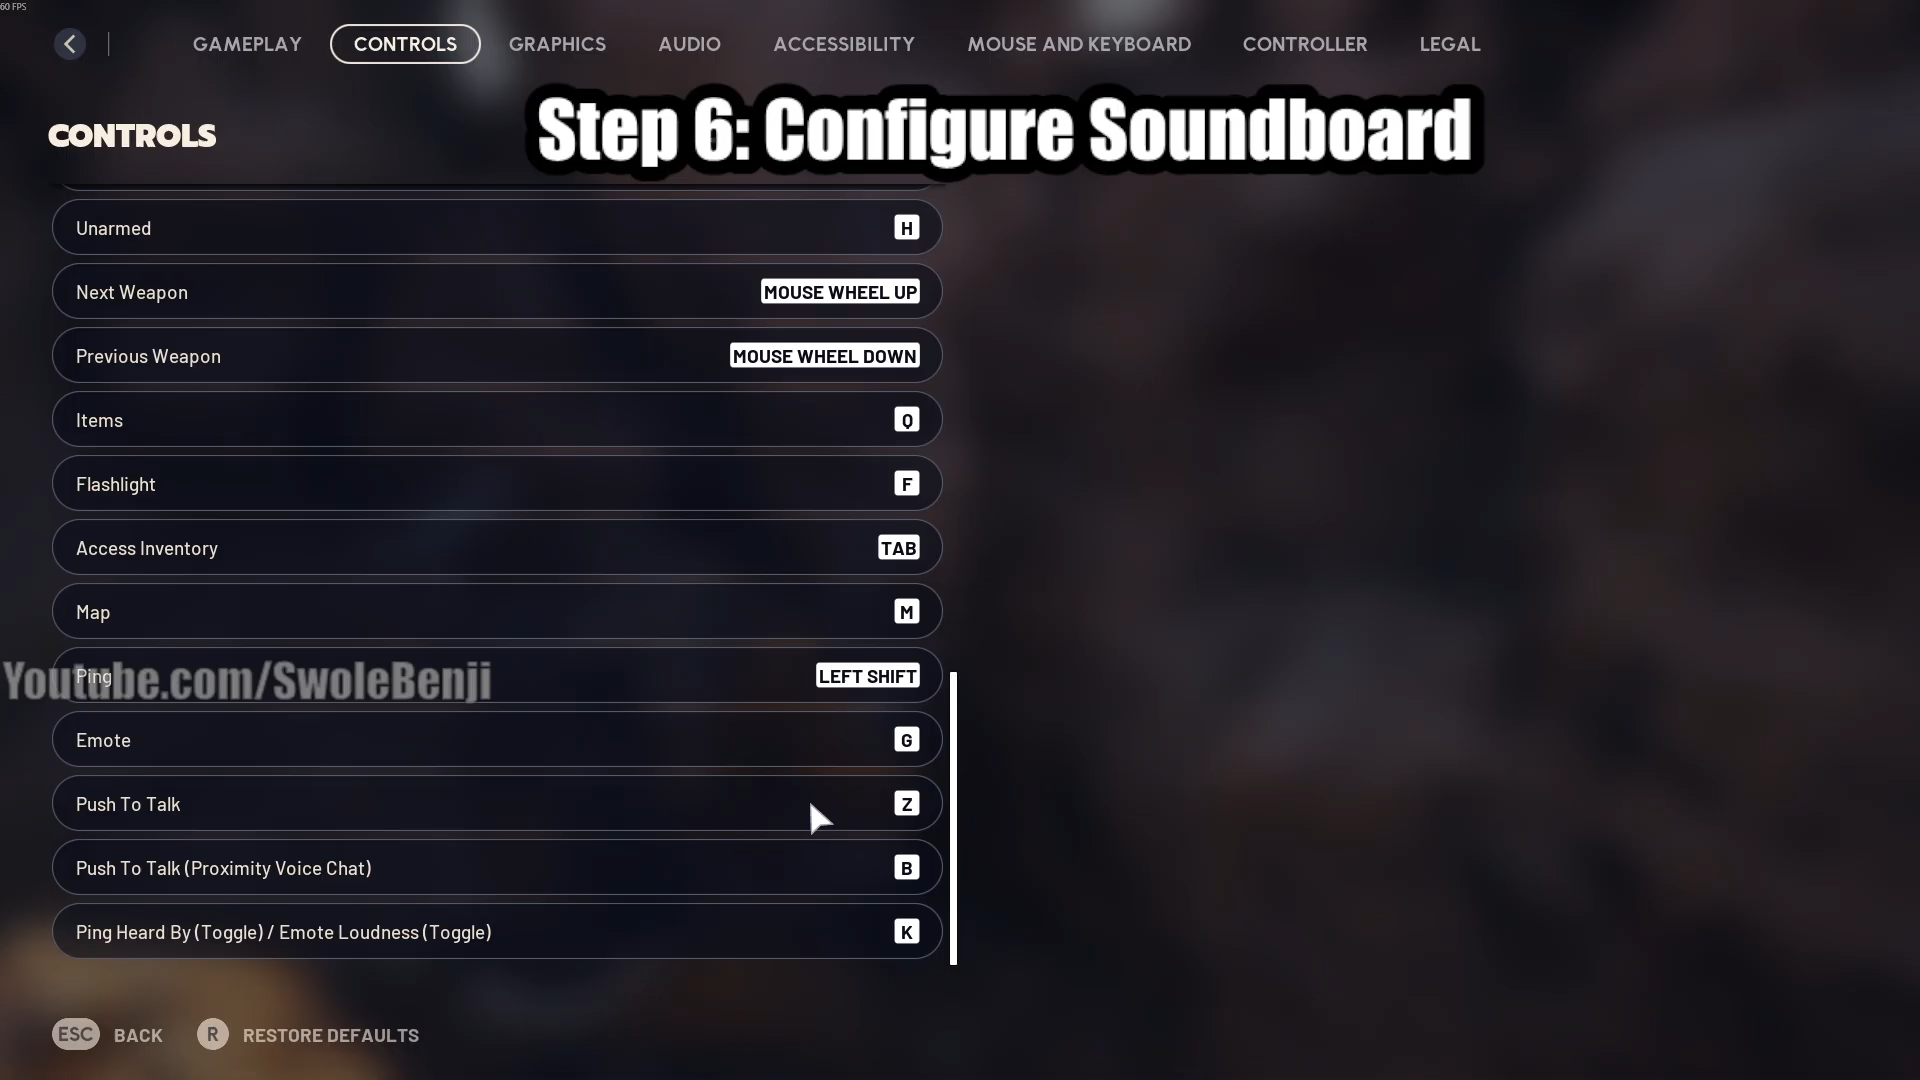 60 FPS
GAMEPLAY CONTROLS GRAPHICS AUDIO ACCESSIBILITY MOUSE AND KEYBOARD CONTROLLER LEGAL
Step 6: Configure Soundboard
CONTROLS
Unarmed H
Next Weapon MOUSE WHEEL UP
Previous Weapon MOUSE WHEEL DOWN
Items Q
Flashlight F
Access Inventory TAB
Map M
Ping LEFT SHIFT
Youtube.com/SwoleBenji
Emote G
Push To Talk Z
Push To Talk (Proximity Voice Chat) B
Ping Heard By (Toggle) / Emote Loudness (Toggle) K
ESC BACK R RESTORE DEFAULTS